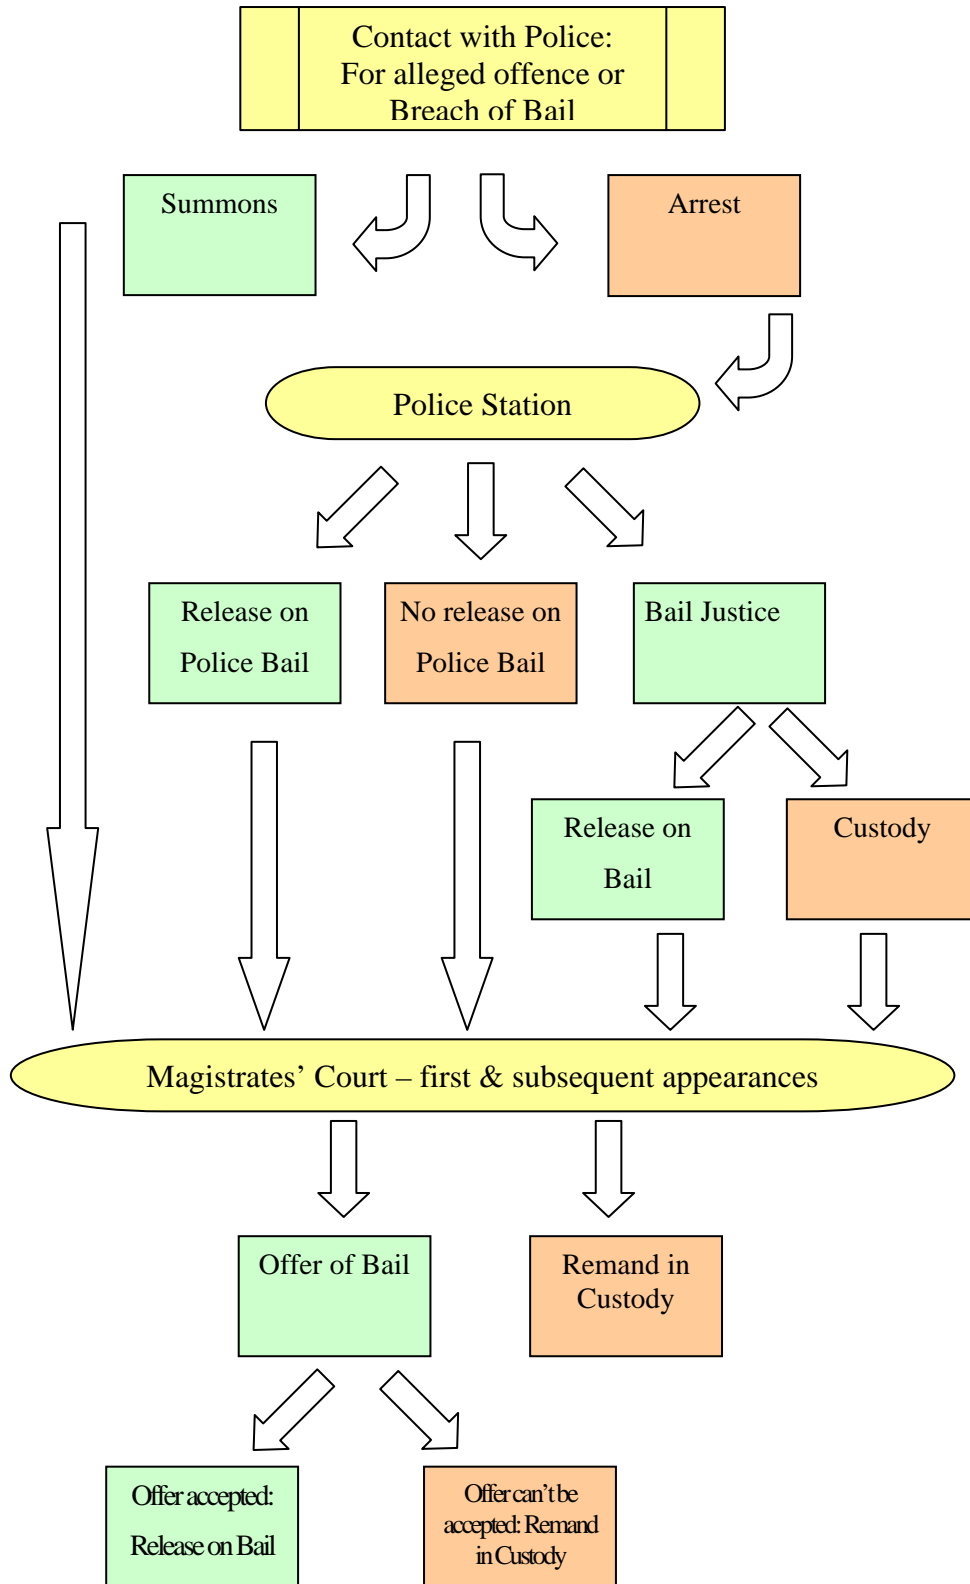 Contact with Police:
For alleged offence or
Breach of Bail
Summons
Arrest
Police Station
Release on
Police Bail
No release on
Police Bail
Bail Justice
Release on
Bail
Custody
Magistrates’ Court – first & subsequent appearances
Offer of Bail
Remand in
Custody
Offer accepted:
Release on Bail
Offer can’t be
accepted: Remand
in Custody